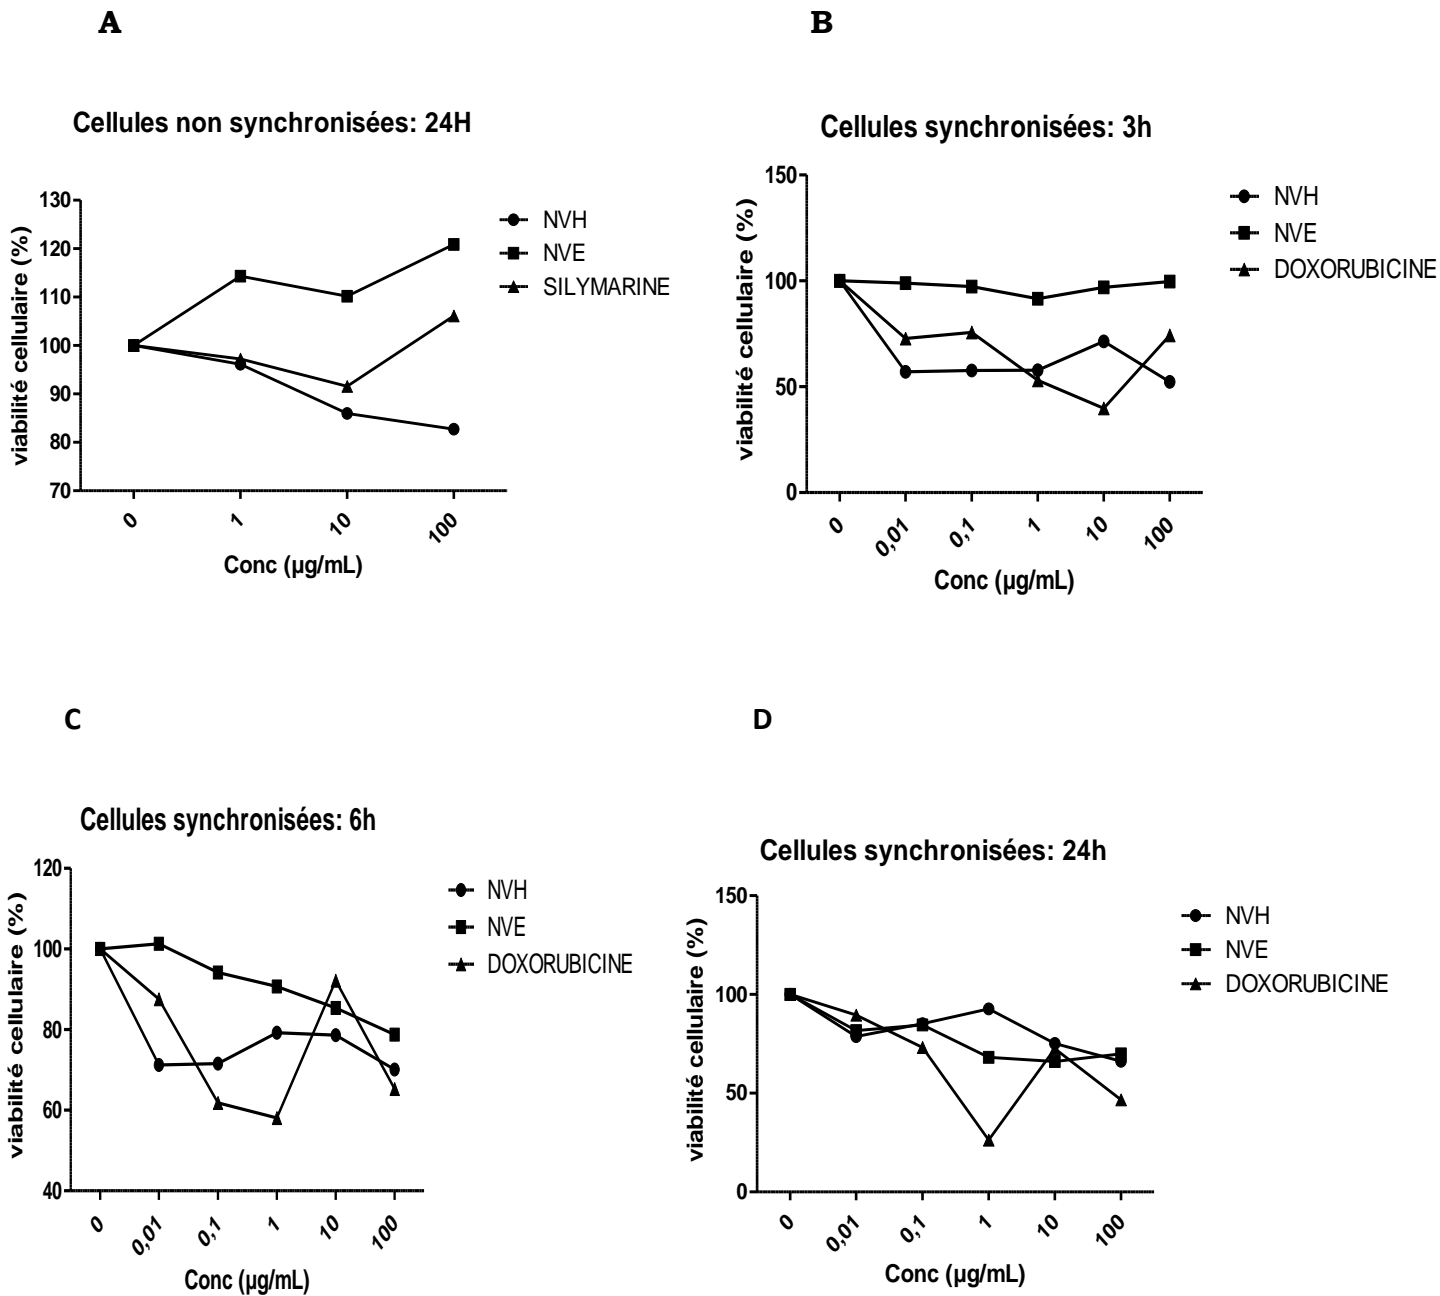 A
Cellules non synchronisées: 24H
viabilité cellulaire (%)
130
120
110
100
90
80
70
0
1
10
100
Conc (µg/mL)
NVH
NVE
SILYMARINE
B
Cellules synchronisées: 3h
viabilité cellulaire (%)
150
100
50
0
0
0,01
0,1
1
10
100
Conc (µg/mL)
NVH
NVE
DOXORUBICINE
C
Cellules synchronisées: 6h
viabilité cellulaire (%)
120
100
80
60
40
0
0,01
0,1
1
10
100
Conc (µg/mL)
NVH
NVE
DOXORUBICINE
D
Cellules synchronisées: 24h
viabilité cellulaire (%)
150
100
50
0
0
0,01
0,1
1
10
100
Conc (µg/mL)
NVH
NVE
DOXORUBICINE